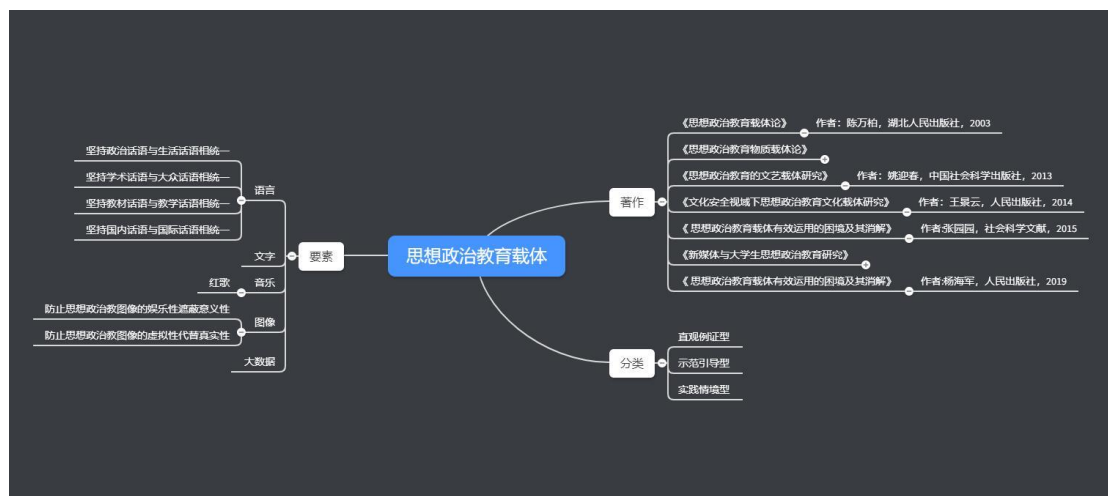 思想政治教育载体
著作
《思想政治教育载体论》 作者：陈万柏，湖北人民出版社，2003
《思想政治教育物质载体论》
《思想政治教育的文艺载体研究》 作者：姚迎春，中国社会科学出版社，2013
《文化安全视域下思想政治教育文化载体研究》 作者：王景云，人民出版社，2014
《 思想政治教育载体有效运用的困境及其消解》 作者:张园园，社会科学文献，2015
《新媒体与大学生思想政治教育研究》
《 思想政治教育载体有效运用的困境及其消解》 作者:杨海军，人民出版社，2019
分类
直观例证型
示范引导型
实践情境型
要素
语言
坚持政治话语与生活话语相统一
坚持学术话语与大众话语相统一
坚持教材话语与教学话语相统一
坚持国内话语与国际话语相统一
文字
音乐
红歌
图像
防止思想政治教图像的娱乐性遮蔽意义性
防止思想政治教图像的虚拟性代替真实性
大数据